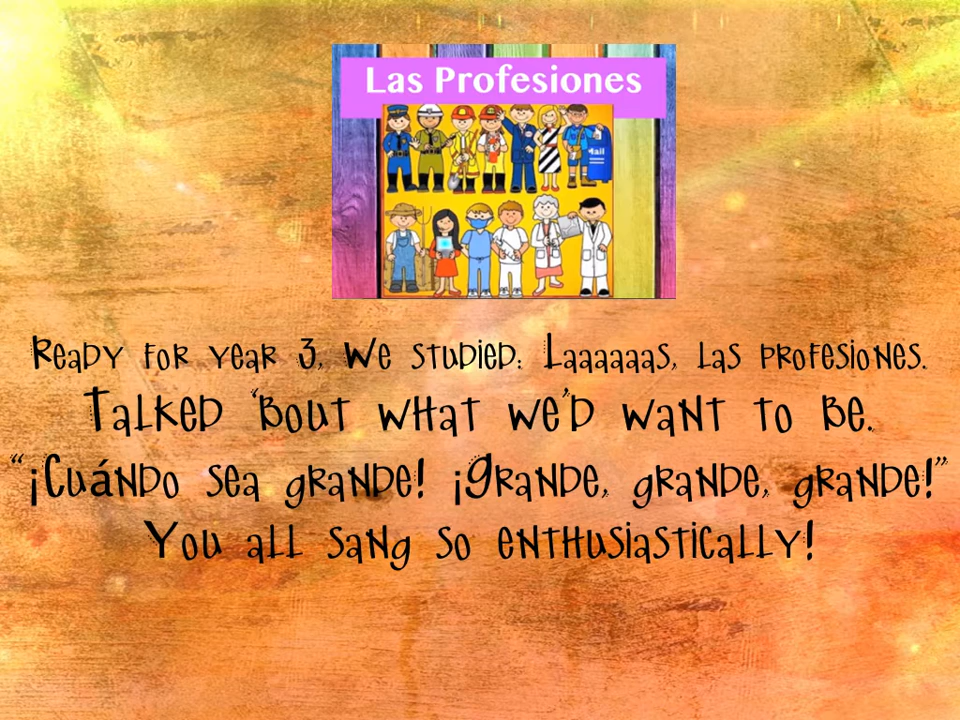 Las Profesiones
Mail
Ready for year 3, We studied: Laaaaaas, las profesiones.
Talked ‘bout what we’d want to be.
“¡Cuándo sea grande! ¡Grande, grande, grande!”
You all sang so enthusiastically!